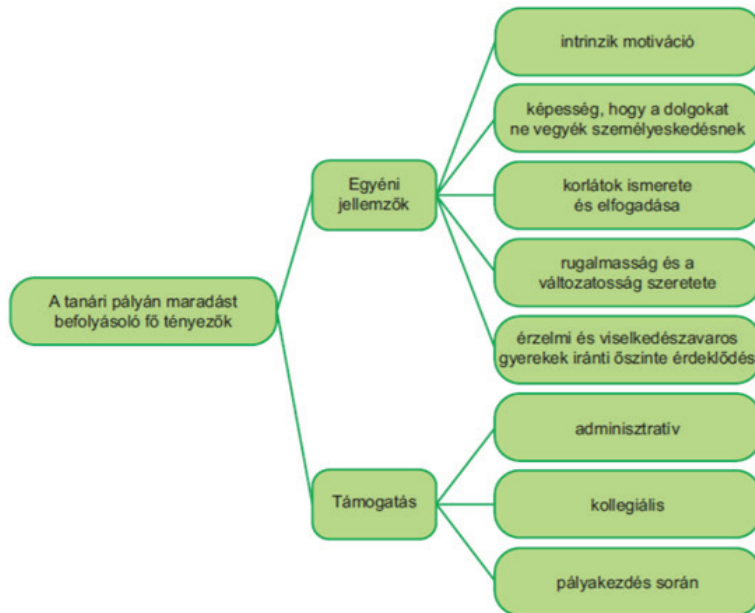 A tanári pályán maradást
befolyásoló fő tényezők
Egyéni
jellemzők
intrinzik motiváció
képesség, hogy a dolgokat
ne vegyék személyeskedésnek
korlátok ismerete
és elfogadása
rugalmasság és a
változatosság szeretete
érzelmi és viselkedészavaros
gyerekek iránti őszinte érdeklődés
Támogatás
adminisztratív
kollegiális
pályakezdés során